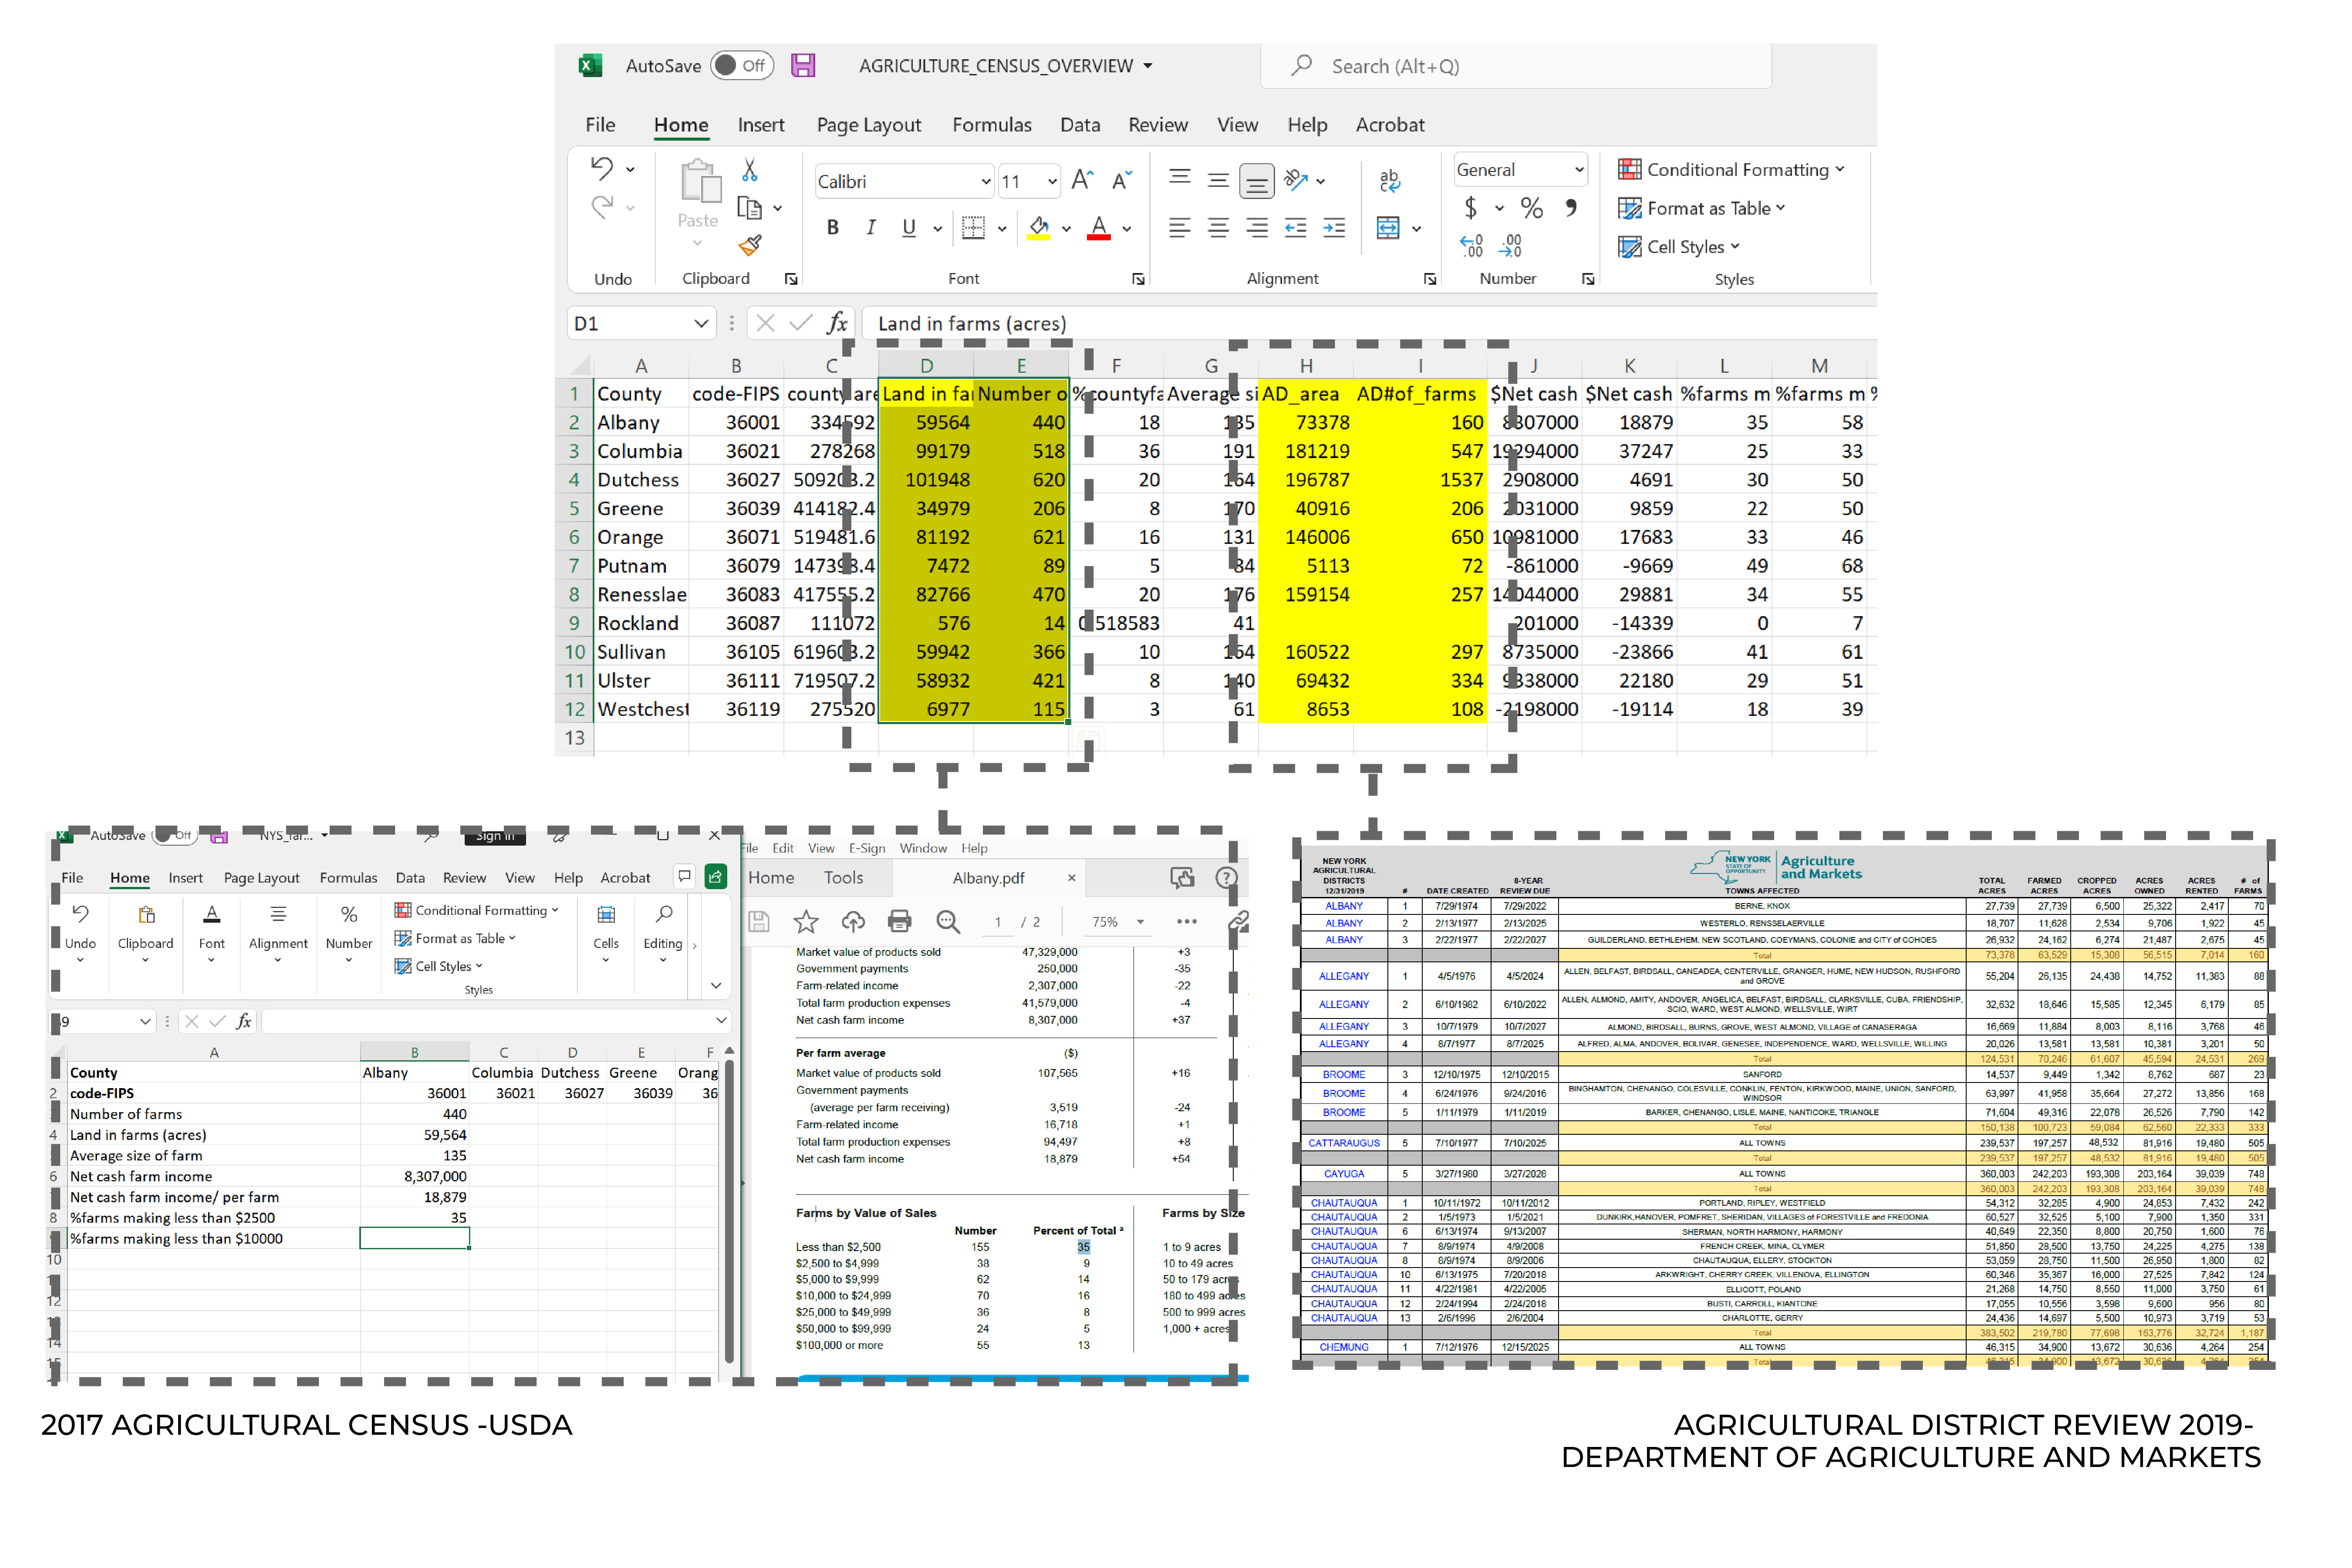 AutoSave Off AGRICULTURE_CENSUS_OVERVIEW Search (Alt+Q)
File Home Insert Page Layout Formulas Data Review View Help Acrobat
Paste Calibri 11 General Conditional Formatting
Format as Table
Cell Styles
Undo Clipboard Font Alignment Number Styles
D1 fx Land in farms (acres)
A B C D E F G H I J K L M
1 County code-FIPS county are Land in fa Number o % countyfa Average si AD_area AD#of_farms $Net cash $Net cash %farms m %farms m %
2 Albany 36001 334592 59564 440 18 135 73378 160 8307000 18879 35 58
3 Columbia 36021 278268 99179 518 36 191 181219 547 19294000 37247 25 33
4 Dutchess 36027 509203.2 101948 620 20 164 196787 1537 2908000 4691 30 50
5 Greene 36039 414182.4 34979 206 8 170 40916 206 2031000 9859 22 50
6 Orange 36071 519481.6 81192 621 16 131 146006 650 10981000 17683 33 46
7 Putnam 36079 147398.4 7472 89 5 84 5113 72 -861000 -9669 49 68
8 Renesslae 36083 417555.2 82766 470 20 176 159154 257 14044000 29881 34 55
9 Rockland 36087 111072 576 14 0.518583 41 201000 -14339 0 7
10 Sullivan 36105 619603.2 59942 366 10 164 160522 297 8735000 -23866 41 61
11 Ulster 36111 719507.2 58932 421 8 140 69432 334 9338000 22180 29 51
12 Westchest 36119 275520 6977 115 3 61 8653 108 -2198000 -19114 18 39
13
AutoSave Off NYS_far... Sign in
File Home Insert Page Layout Formulas Data Review View Help Acrobat
Undo Clipboard Font Alignment Number Conditional Formatting Format as Table Cell Styles Cells Editing
Styles
fx
A B C D E F
County Albany Columbia Dutchess Greene Orang
2 code-FIPS 36001 36021 36027 36039 36
Number of farms 440
4 Land in farms (acres) 59,564
Average size of farm 135
6 Net cash farm income 8,307,000
Net cash farm income/ per farm 18,879
8 %farms making less than $2500 35
%farms making less than $10000
10
12
14
File Edit View E-Sign Window Help
Home Tools Albany.pdf
1 / 2 75%
Market value of products sold 47,329,000 +3
Government payments 250,000 -35
Farm-related income 2,307,000 -22
Total farm production expenses 41,579,000 -4
Net cash farm income 8,307,000 +37
Per farm average ($)
Market value of products sold 107,565 +16
Government payments
(average per farm receiving) 3,519 -24
Farm-related income 16,718 +1
Total farm production expenses 94,497 +8
Net cash farm income 18,879 +54
Farms by Value of Sales Farms by Size
Number Percent of Total a
Less than $2,500 155 35 1 to 9 acres
$2,500 to $4,999 38 9 10 to 49 acres
$5,000 to $9,999 62 14 50 to 179 acres
$10,000 to $24,999 70 16 180 to 499 acres
$25,000 to $49,999 36 8 500 to 999 acres
$50,000 to $99,999 24 5 1,000 + acres
$100,000 or more 55 13
NEW YORK STATE OF OPPORTUNITY. Agriculture and Markets
NEW YORK AGRICULTURAL DISTRICTS 12/31/2019 # DATE CREATED 8-YEAR REVIEW DUE TOWNS AFFECTED TOTAL ACRES FARMED ACRES CROPPED ACRES ACRES OWNED ACRES RENTED # of FARMS
ALBANY 1 7/29/1974 7/29/2022 BERNE, KNOX 27,739 27,739 6,500 25,322 2,417 70
ALBANY 2 2/13/1977 2/13/2025 WESTERLO, RENSSELAERVILLE 18,707 11,628 2,534 9,706 1,922 45
ALBANY 3 2/22/1977 2/22/2027 GUILDERLAND, BETHLEHEM, NEW SCOTLAND, COEYMANS, COLONIE and CITY of COHOES 26,932 24,162 6,274 21,487 2,675 45
Total 73,378 63,529 15,308 56,515 7,014 160
ALLEGANY 1 4/5/1976 4/5/2024 ALLEN, BELFAST, BIRDSALL, CANEADEA, CENTERVILLE, GRANGER, HUME, NEW HUDSON, RUSHFORD and GROVE 55,204 26,135 24,438 14,752 11,383 88
ALLEGANY 2 6/10/1982 6/10/2022 ALLEN, ALMOND, AMITY, ANDOVER, ANGELICA, BELFAST, BIRDSALL, CLARKSVILLE, CUBA, FRIENDSHIP, SCIO, WARD, WEST ALMOND, WELLSVILLE, WIRT 32,632 18,646 15,585 12,345 6,179 85
ALLEGANY 3 10/7/1979 10/7/2027 ALMOND, BIRDSALL, BURNS, GROVE, WEST ALMOND, VILLAGE of CANASERAGA 16,669 11,884 8,003 8,116 3,768 46
ALLEGANY 4 8/7/1977 8/7/2025 ALFRED, ALMA, ANDOVER, BOLIVAR, GENESEE, INDEPENDENCE, WARD, WELLSVILLE, WILLING 20,026 13,581 13,581 10,381 3,201 50
Total 124,531 70,246 61,607 45,594 24,531 269
BROOME 3 12/10/1975 12/10/2015 SANFORD 14,537 9,449 1,342 8,762 687 23
BROOME 4 6/24/1976 9/24/2016 BINGHAMTON, CHENANGO, COLESVILLE, CONKLIN, FENTON, KIRKWOOD, MAINE, UNION, SANFORD, WINDSOR 63,997 41,958 35,664 27,272 13,856 168
BROOME 5 1/11/1979 1/11/2019 BARKER, CHENANGO, LISLE, MAINE, NANTICOKE, TRIANGLE 71,604 49,316 22,078 26,526 7,790 142
Total 150,138 100,723 59,084 62,560 22,333 333
CATTARAUGUS 5 7/10/1977 7/10/2025 ALL TOWNS 239,537 197,257 48,532 81,916 19,480 505
Total 239,537 197,257 48,532 81,916 19,480 505
CAYUGA 5 3/27/1980 3/27/2028 ALL TOWNS 360,003 242,203 193,308 203,164 39,039 748
Total 360,003 242,203 193,308 203,164 39,039 748
CHAUTAUQUA 1 10/11/1972 10/11/2012 PORTLAND, RIPLEY, WESTFIELD 54,312 32,285 4,900 24,853 7,432 242
CHAUTAUQUA 2 1/5/1973 1/5/2021 DUNKIRK,HANOVER, POMFRET, SHERIDAN, VILLAGES of FORESTVILLE and FREDONIA 60,527 32,525 5,100 7,900 1,350 331
CHAUTAUQUA 6 6/13/1974 9/13/2007 SHERMAN, NORTH HARMONY, HARMONY 40,649 22,350 8,800 20,750 1,600 76
CHAUTAUQUA 7 8/9/1974 4/9/2008 FRENCH CREEK, MINA, CLYMER 51,850 28,500 13,750 24,225 4,275 138
CHAUTAUQUA 8 8/9/1974 8/9/2006 CHAUTAUQUA, ELLERY, STOCKTON 53,059 28,750 11,500 26,950 1,800 82
CHAUTAUQUA 10 6/13/1975 7/20/2018 ARKWRIGHT, CHERRY CREEK, VILLENOVA, ELLINGTON 60,346 35,367 16,000 27,525 7,842 124
CHAUTAUQUA 11 4/22/1981 4/22/2005 ELLICOTT, POLAND 21,268 14,750 8,550 11,000 3,750 61
CHAUTAUQUA 12 2/24/1994 2/24/2018 BUSTI, CARROLL, KIANTONE 17,055 10,556 3,598 9,600 956 80
CHAUTAUQUA 13 2/6/1996 2/6/2004 CHARLOTTE, GERRY 24,436 14,697 5,500 10,973 3,719 53
Total 383,502 219,780 77,698 163,776 32,724 1,187
CHEMUNG 1 7/12/1976 12/15/2025 ALL TOWNS 46,315 34,900 13,672 30,636 4,264 254
Total
2017 AGRICULTURAL CENSUS -USDA
AGRICULTURAL DISTRICT REVIEW 2019-
DEPARTMENT OF AGRICULTURE AND MARKETS